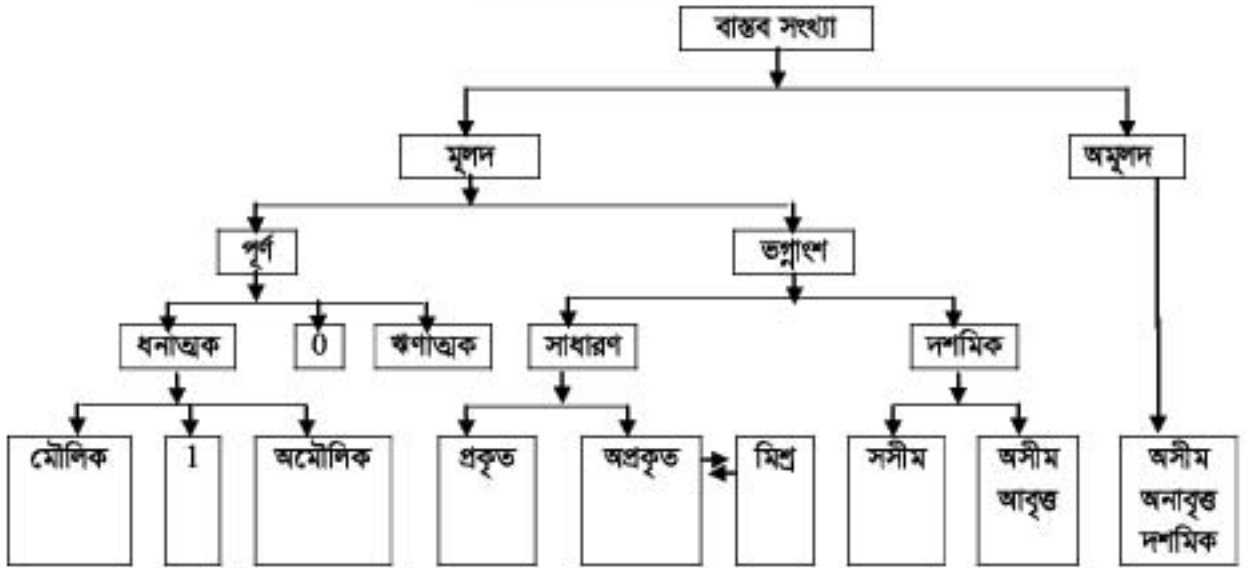 বাস্তব সংখ্যা
মূলদ
অমূলদ
পূর্ণ
ভগ্নাংশ
ধনাত্মক
0
ঋণাত্মক
সাধারণ
দশমিক
মৌলিক
1
অমৌলিক
প্রকৃত
অপ্রকৃত
মিশ্র
সসীম
অসীম
আবৃত্ত
অসীম
অনাবৃত্ত
দশমিক